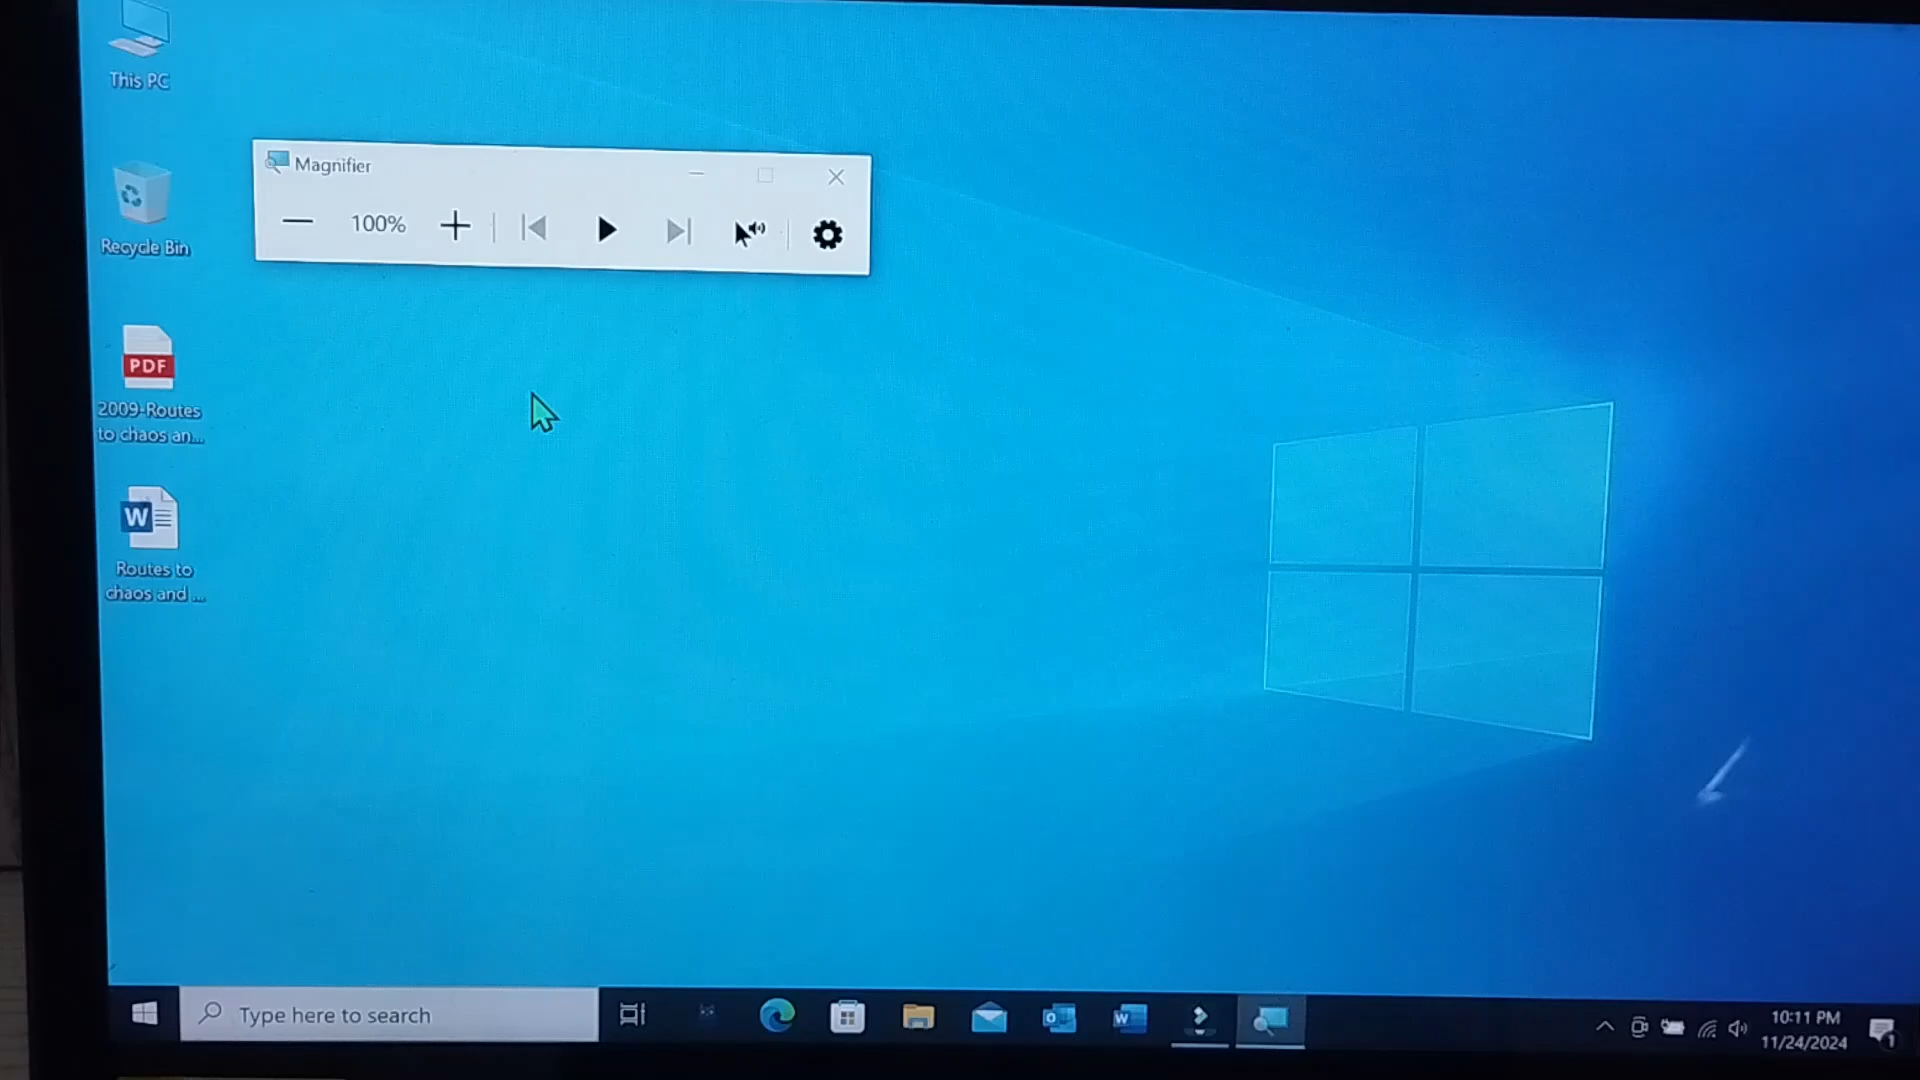 This PC
Magnifier
100%
Recycle Bin
PDF
2009-Routes
to chaos an...
W
Routes to
chaos and ...
Type here to search
O
W
10:11 PM
11/24/2024
1